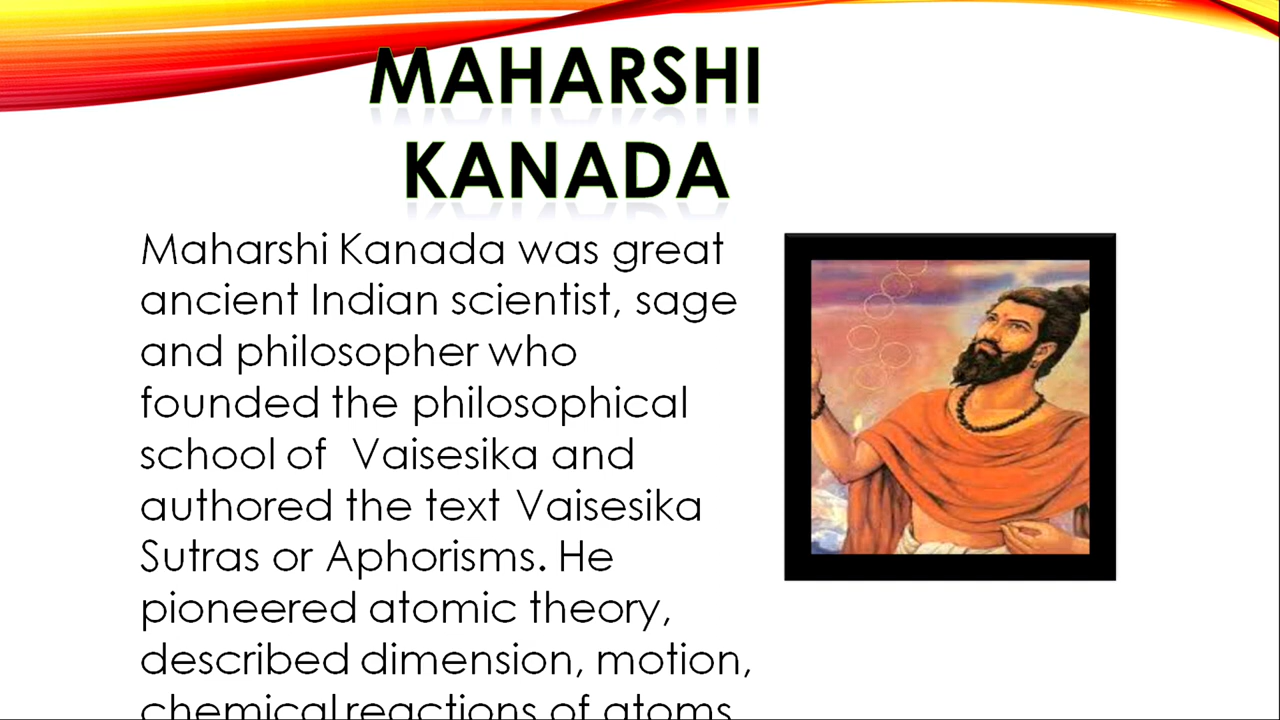 MAHARSHI
KANADA
Maharshi Kanada was great
ancient Indian scientist, sage
and philosopher who
founded the philosophical
school of Vaisesika and
authored the text Vaisesika
Sutras or Aphorisms. He
pioneered atomic theory,
described dimension, motion,
chemical reactions of atoms